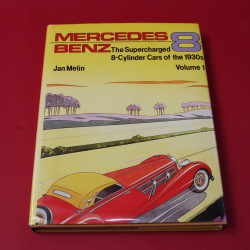 MERCEDES
BENZ 8
The Supercharged
8-Cylinder Cars of the 1930s
Jan Melin
Volume 1